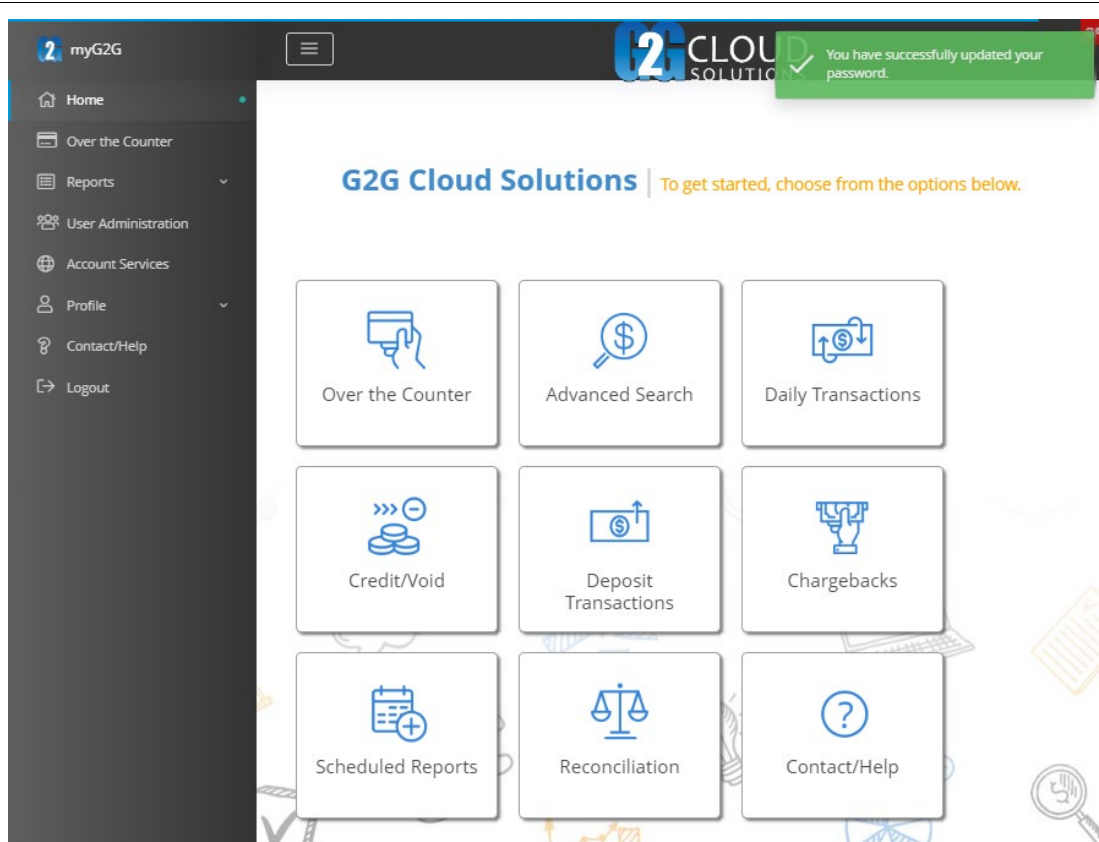 myG2G
G2G CLOUD
SOLUTIONS
You have successfully updated your
password.
Home
Over the Counter
Reports
User Administration
Account Services
Profile
Contact/Help
Logout
G2G Cloud Solutions | To get started, choose from the options below.
Over the Counter
Advanced Search
Daily Transactions
Credit/Void
Deposit
Transactions
Chargebacks
Scheduled Reports
Reconciliation
Contact/Help